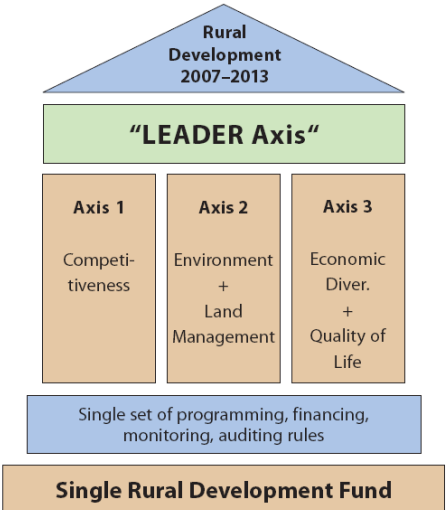 Rural
Development
2007–2013
“LEADER Axis“
Axis 1
Competi-
tiveness
Axis 2
Environment
+
Land
Management
Axis 3
Economic
Diver.
+
Quality of
Life
Single set of programming, financing,
monitoring, auditing rules
Single Rural Development Fund